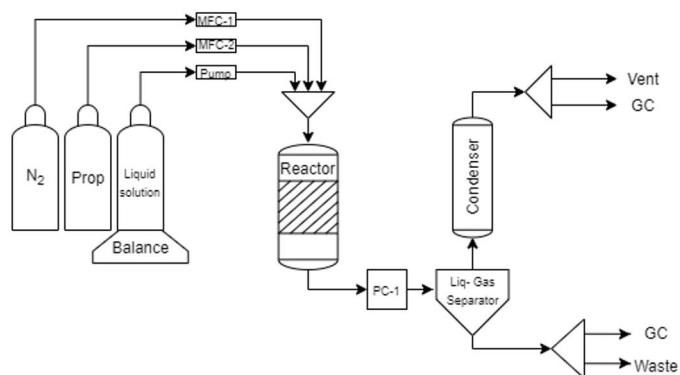 MFC-1
MFC-2
Pump
N2
Prop
Liquid
solution
Balance
Reactor
PC-1
Liq- Gas
Separator
Condenser
Vent
GC
GC
Waste